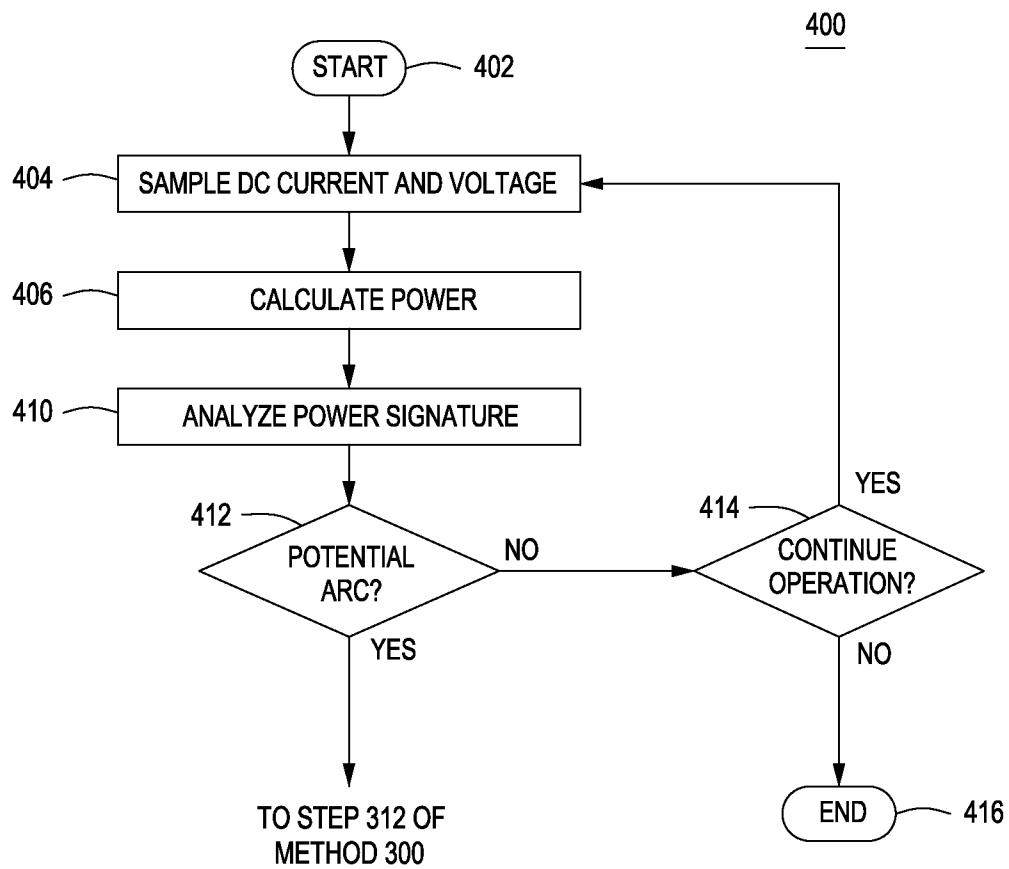 400
START
402
404
SAMPLE DC CURRENT AND VOLTAGE
406
CALCULATE POWER
410
ANALYZE POWER SIGNATURE
412
POTENTIAL
ARC?
NO
YES
414
CONTINUE
OPERATION?
YES
NO
TO STEP 312 OF
METHOD 300
END
416